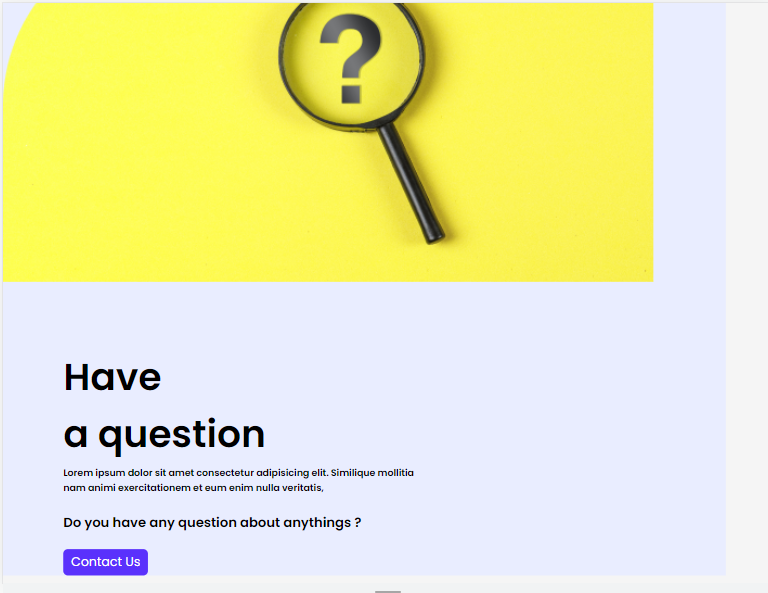 ?
Have
a question
Lorem ipsum dolor sit amet consectetur adipisicing elit. Similique mollitia
nam animi exercitationem et eum enim nulla veritatis,
Do you have any question about anythings ?
Contact Us